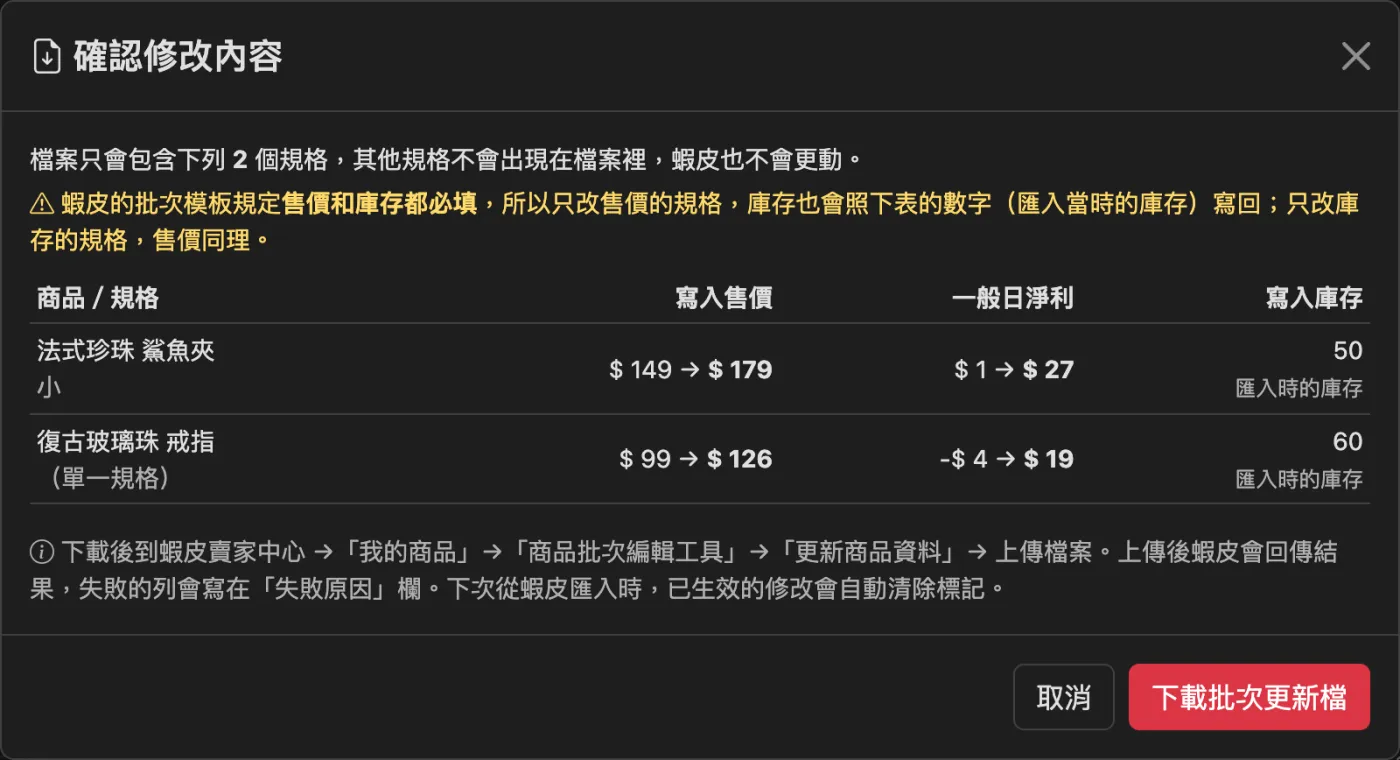 確認修改內容
檔案只會包含下列 2 個規格，其他規格不會出現在檔案裡，蝦皮也不會更動。
蝦皮的批次模板規定售價和庫存都必填，所以只改售價的規格，庫存也會照下表的數字（匯入當時的庫存）寫回；只改庫
存的規格，售價同理。
商品 / 規格 寫入售價 一般日淨利 寫入庫存
法式珍珠 鯊魚夾 $ 149 → $ 179 $ 1 → $ 27 50
小 匯入時的庫存
復古玻璃珠 戒指 $ 99 → $ 126 -$ 4 → $ 19 60
（單一規格） 匯入時的庫存
下載後到蝦皮賣家中心 →「我的商品」→「商品批次編輯工具」→「更新商品資料」→ 上傳檔案。上傳後蝦皮會回傳結
果，失敗的列會寫在「失敗原因」欄。下次從蝦皮匯入時，已生效的修改會自動清除標記。
取消 下載批次更新檔